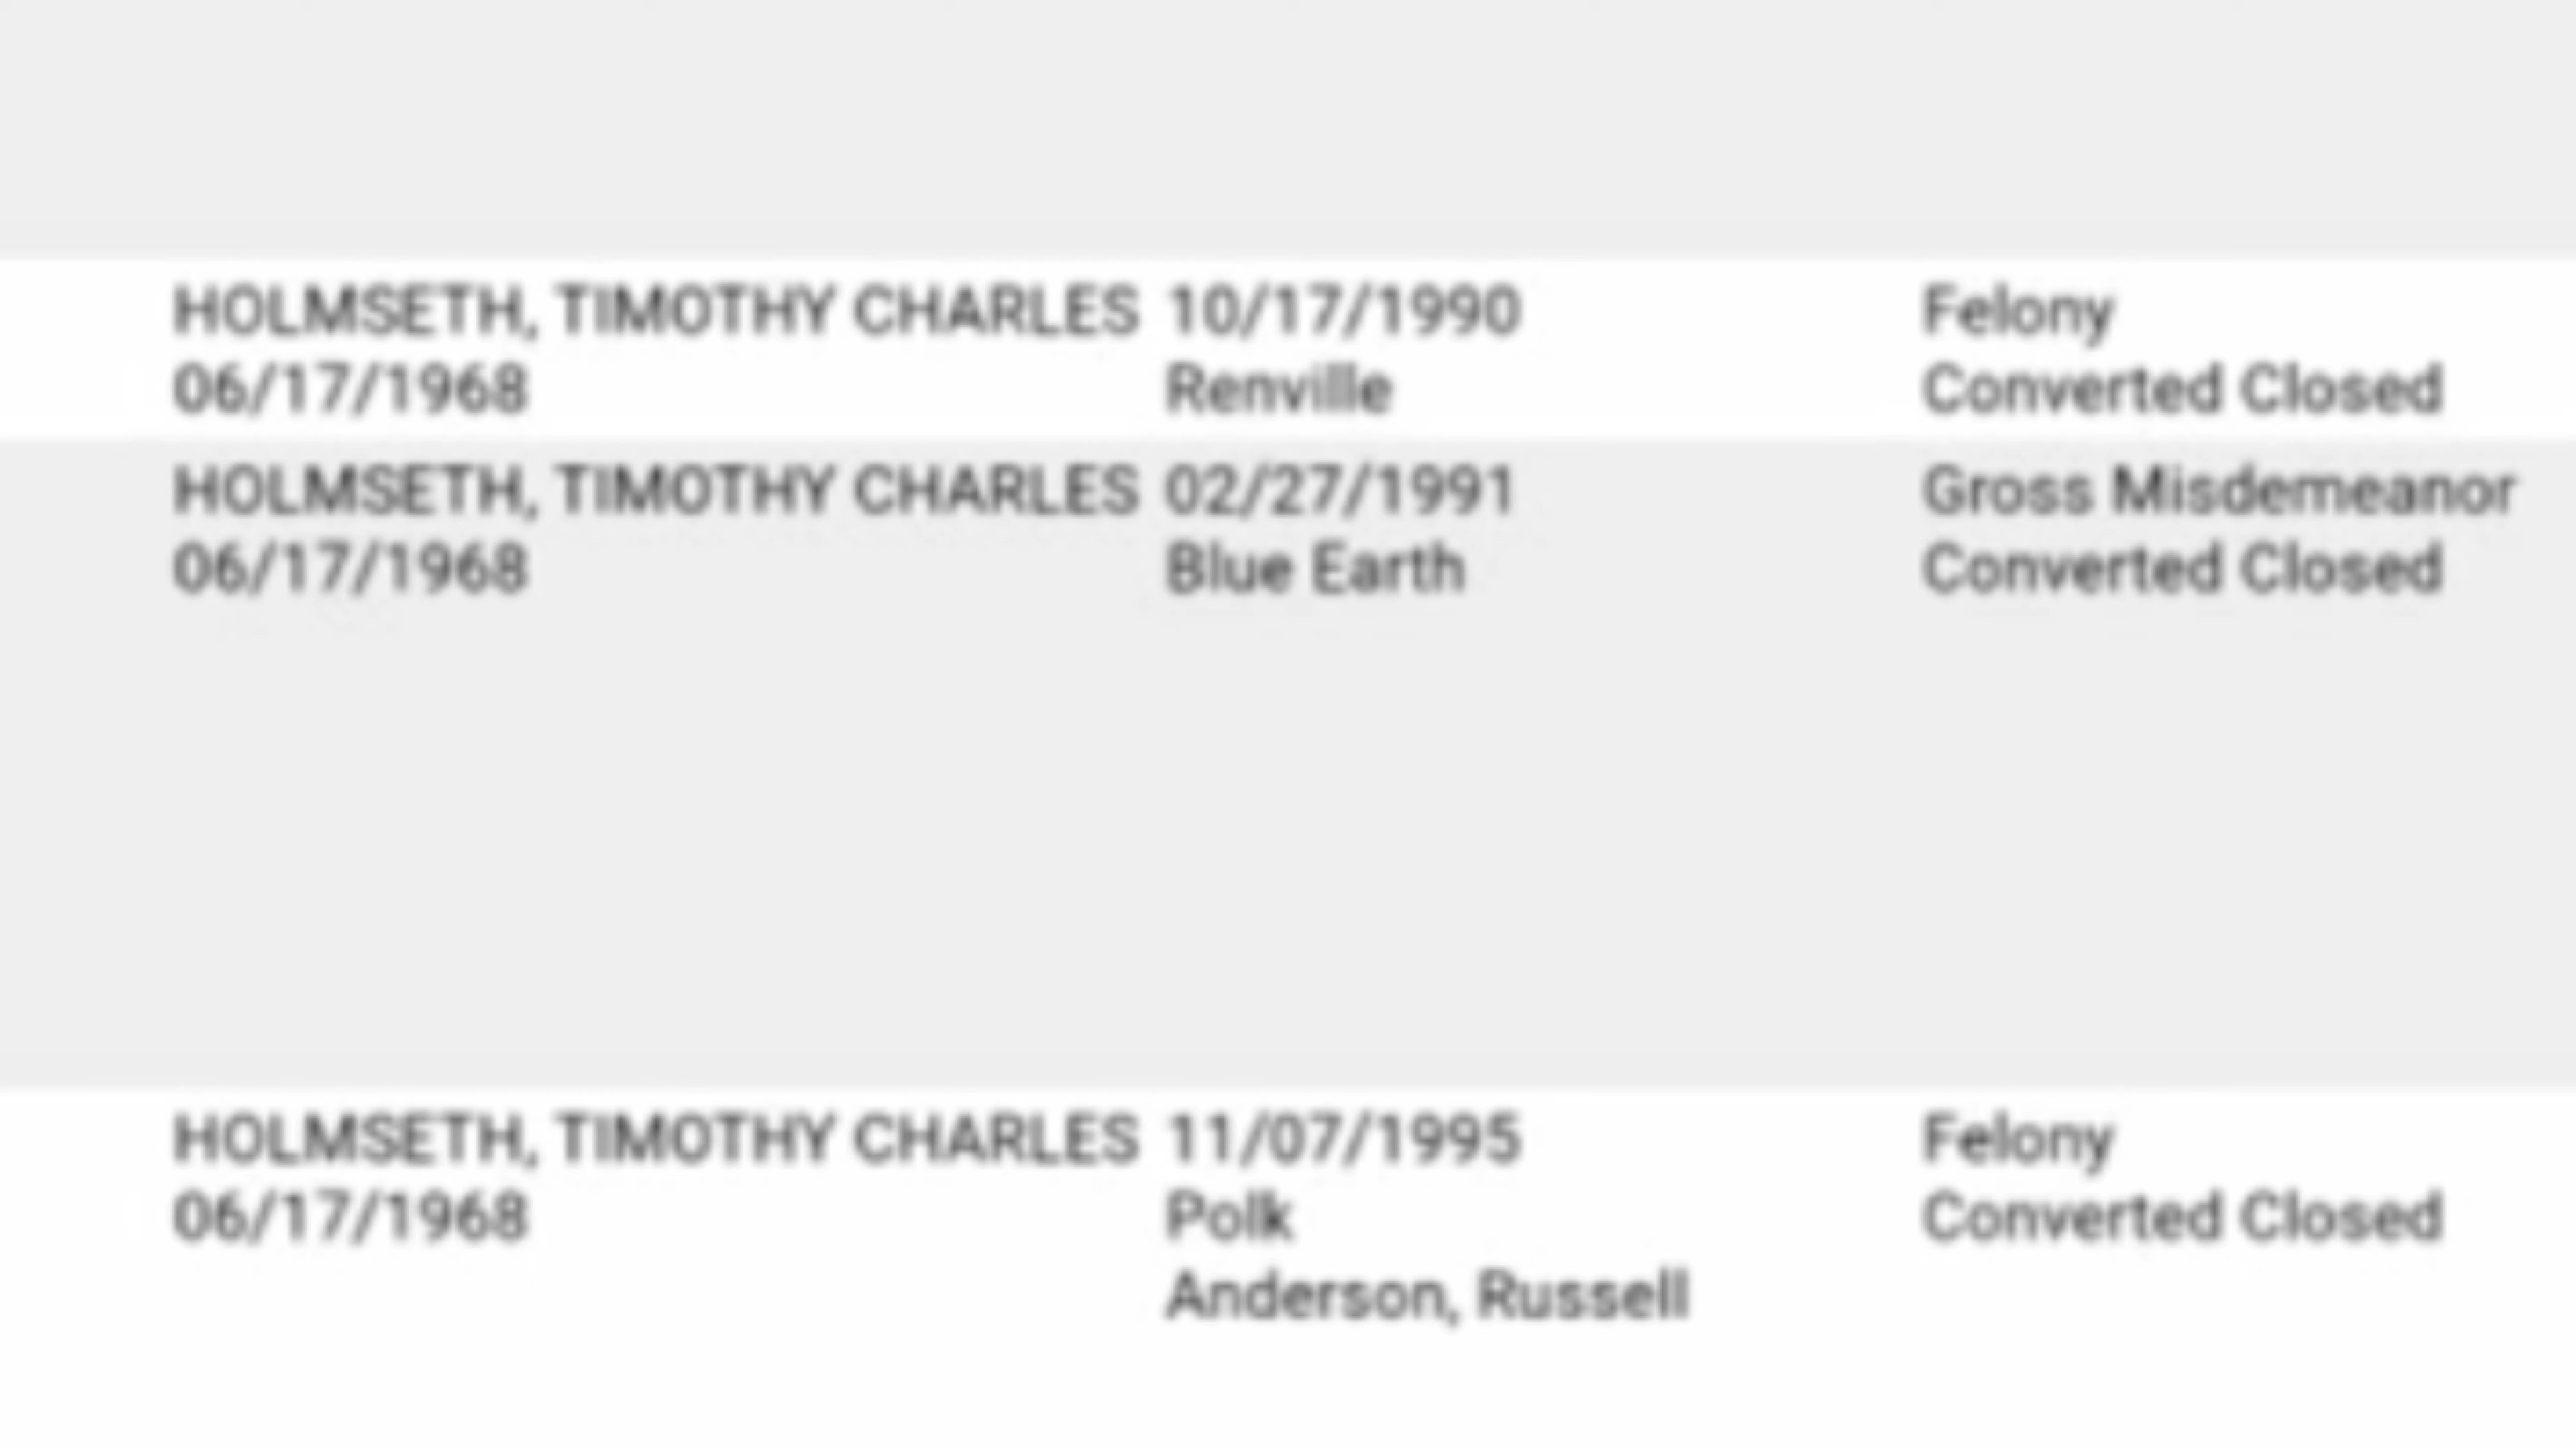 HOLMSETH, TIMOTHY CHARLES 10/17/1990 Felony
06/17/1968 Renville Converted Closed
HOLMSETH, TIMOTHY CHARLES 02/27/1991 Gross Misdemeanor
06/17/1968 Blue Earth Converted Closed
HOLMSETH, TIMOTHY CHARLES 11/07/1995 Felony
06/17/1968 Polk Converted Closed
Anderson, Russell